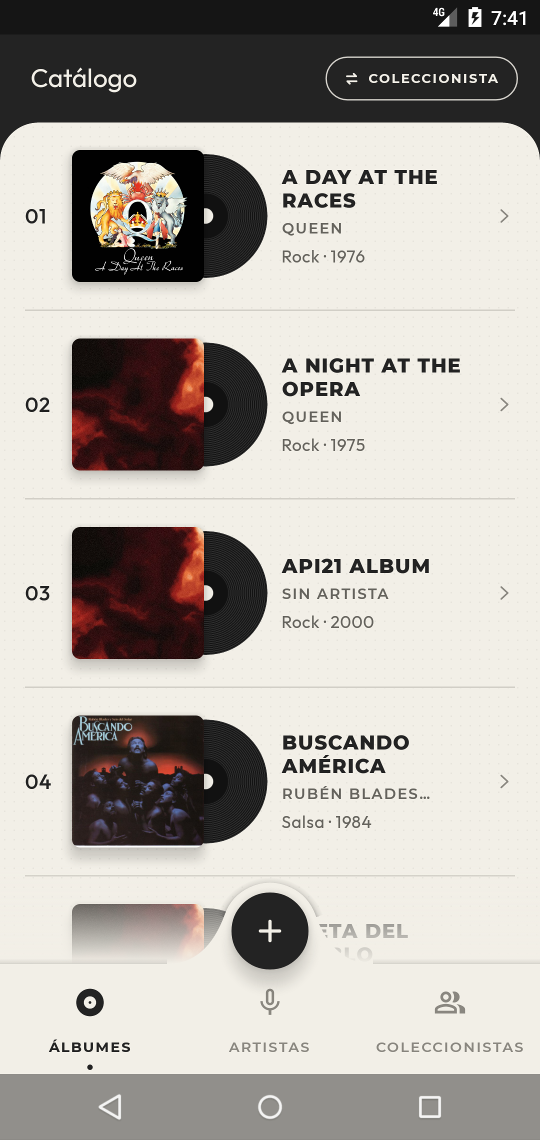 4G 7:41
Catálogo
COLECCIONISTA
01
Queen
A Day At The Races
A DAY AT THE
RACES
QUEEN
Rock · 1976
02
A NIGHT AT THE
OPERA
QUEEN
Rock · 1975
03
API21 ALBUM
SIN ARTISTA
Rock · 2000
04
BUSCANDO
AMÉRICA
BUSCANDO
AMÉRICA
RUBÉN BLADES…
Salsa · 1984
ETA DEL
ÁLBUMES
ARTISTAS
COLECCIONISTAS